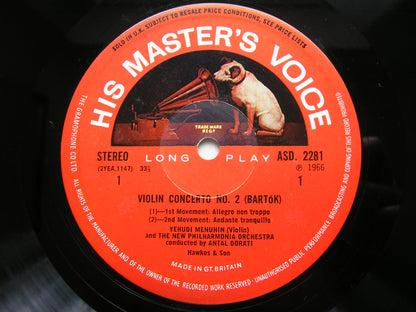 SOLD IN U.K. SUBJECT TO RESALE PRICE CONDITIONS, SEE PRICE LISTS
HIS MASTER'S VOICE
TRADE MARK
REGD
STEREO
ASD. 2281
LONG PLAY
(2YEA.1147) 33⅓
℗ 1966
1
1
VIOLIN CONCERTO NO. 2 (BARTóK)
(1)—1st Movement: Allegro non troppo
(2)—2nd Movement: Andante tranquillo
YEHUDI MENUHIN (Violin)
and THE NEW PHILHARMONIA ORCHESTRA
conducted by ANTAL DORATI
Hawkes & Son
MADE IN GT. BRITAIN
THE GRAMOPHONE CO. LTD. ALL RIGHTS OF THE MANUFACTURER AND OF THE OWNER OF THE RECORDED WORK RESERVED · UNAUTHORISED PUBLIC PERFORMANCE BROADCASTING AND COPYING OF THIS RECORD PROHIBITED